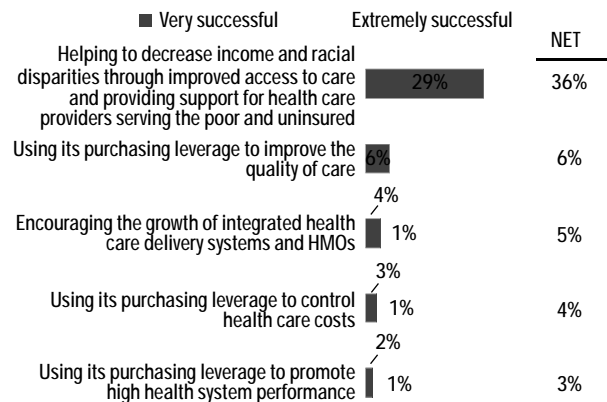 Very successful Extremely successful
NET
Helping to decrease income and racial
disparities through improved access to care
and providing support for health care
providers serving the poor and uninsured
29% 36%
Using its purchasing leverage to improve the
quality of care
6% 6%
4%
Encouraging the growth of integrated health
care delivery systems and HMOs
1% 5%
3%
Using its purchasing leverage to control
health care costs
1% 4%
2%
Using its purchasing leverage to promote
high health system performance
1% 3%